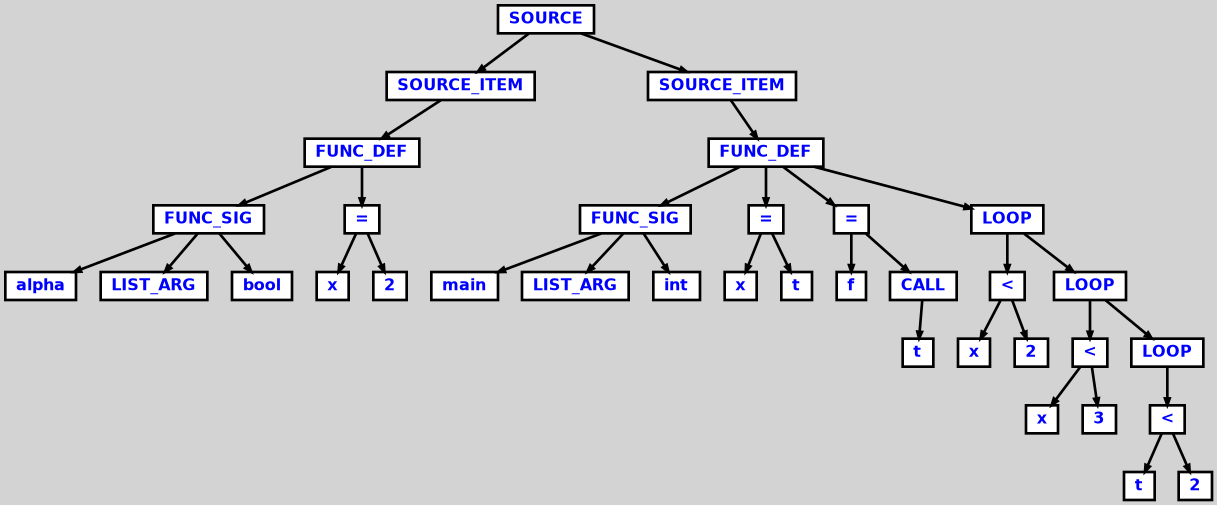 SOURCE
SOURCE_ITEM SOURCE_ITEM
FUNC_DEF FUNC_DEF
FUNC_SIG = FUNC_SIG = = LOOP
alpha LIST_ARG bool x 2 main LIST_ARG int x t f CALL < LOOP
t x 2 < LOOP
x 3 <
t 2